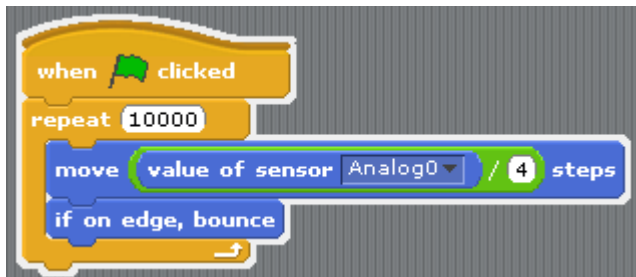 when clicked
repeat 10000
move value of sensor Analog0 / 4 steps
if on edge, bounce